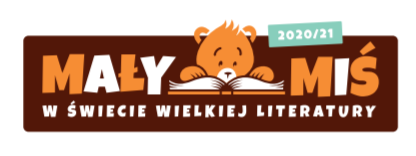 2020/21
MAŁY MIŚ
W ŚWIECIE WIELKIEJ LITERATURY